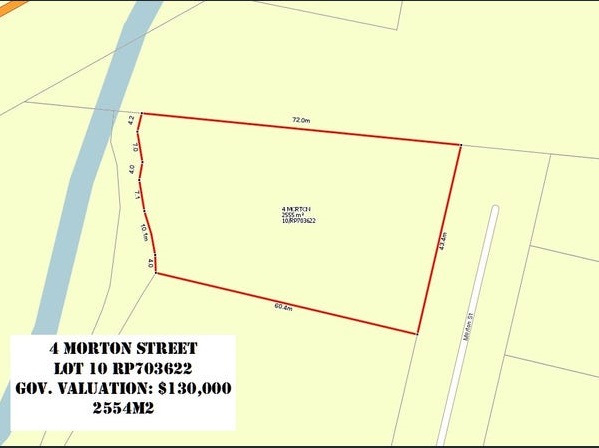 72.0m
4.2
7.0
4.0
7.1
10.1m
4.0
4 MORTON
2555 m²
10/RP703622
43.4m
60.4m
Morton St
4 MORTON STREET
LOT 10 RP703622
GOV. VALUATION: $130,000
2554M2